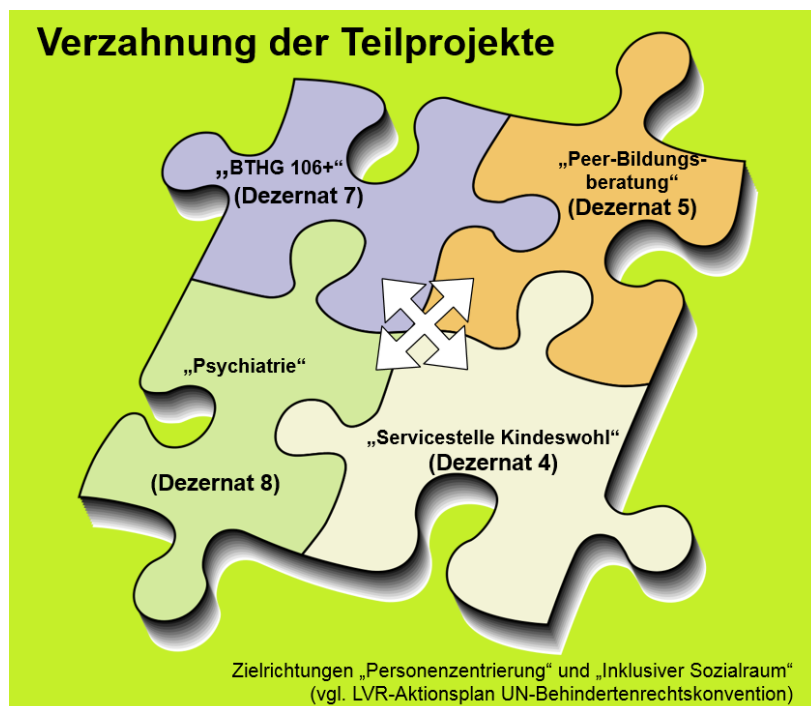 Verzahnung der Teilprojekte
„BTHG 106+“
(Dezernat 7)
„Peer-Bildungs-
beratung“
(Dezernat 5)
„Psychiatrie“
(Dezernat 8)
„Servicestelle Kindeswohl“
(Dezernat 4)
Zielrichtungen „Personenzentrierung“ und „Inklusiver Sozialraum“
(vgl. LVR-Aktionsplan UN-Behindertenrechtskonvention)